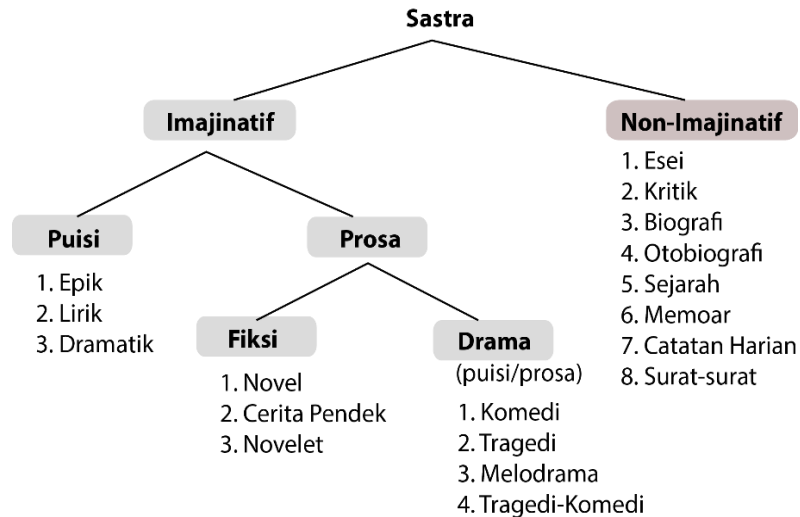 Sastra
Imajinatif
Non-Imajinatif
1. Esei
2. Kritik
3. Biografi
4. Otobiografi
5. Sejarah
6. Memoar
7. Catatan Harian
8. Surat-surat
Puisi
1. Epik
2. Lirik
3. Dramatik
Prosa
Fiksi
1. Novel
2. Cerita Pendek
3. Novelet
Drama
(puisi/prosa)
1. Komedi
2. Tragedi
3. Melodrama
4. Tragedi-Komedi